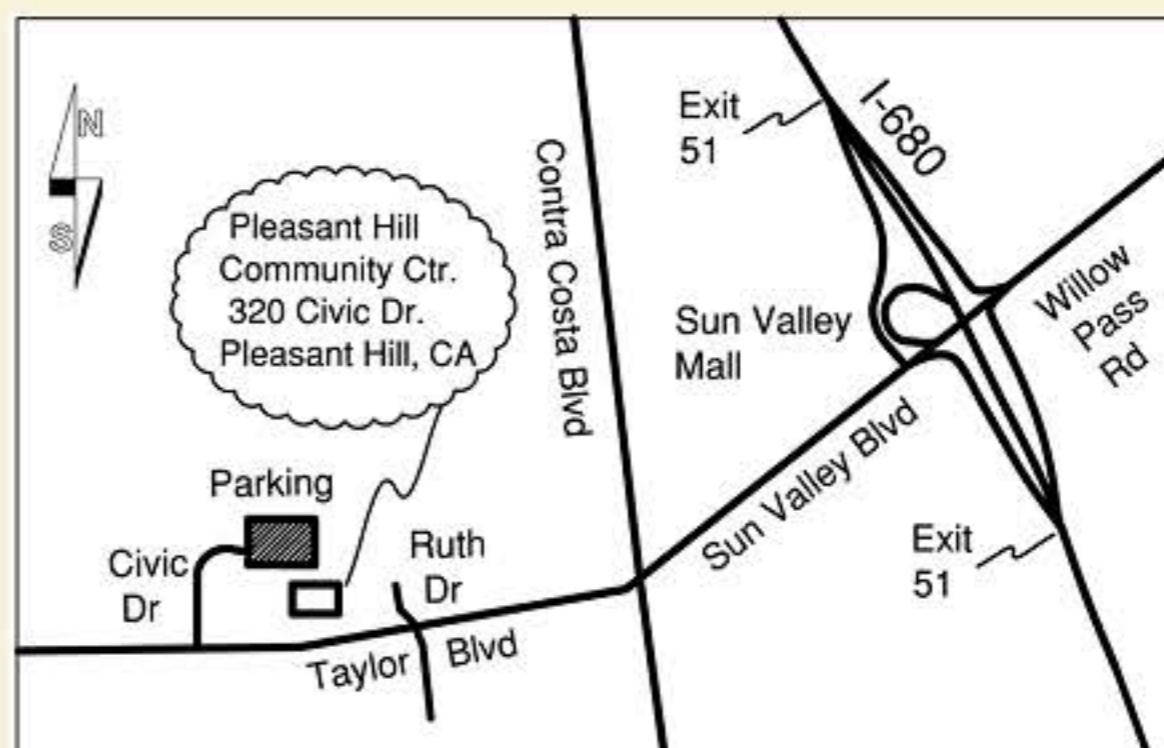 N
S
Pleasant Hill
Community Ctr.
320 Civic Dr.
Pleasant Hill, CA
Parking
Civic
Dr
Ruth
Dr
Taylor Blvd
Contra Costa Blvd
Exit
51
I-680
Sun Valley
Mall
Willow
Pass
Rd
Sun Valley Blvd
Exit
51